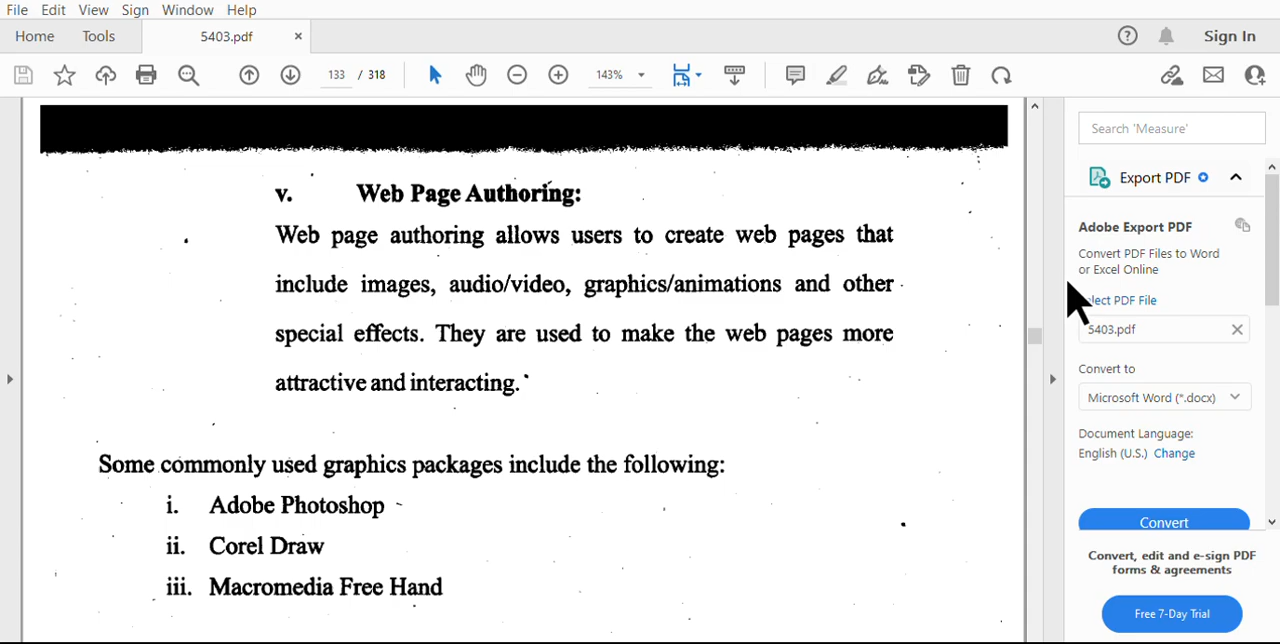 File Edit View Sign Window Help
Home Tools 5403.pdf × Sign In
133 / 318 143%
v. Web Page Authoring:
Web page authoring allows users to create web pages that
include images, audio/video, graphics/animations and other
special effects. They are used to make the web pages more
attractive and interacting.
Some commonly used graphics packages include the following:
i. Adobe Photoshop
ii. Corel Draw
iii. Macromedia Free Hand
Search 'Measure'
Export PDF
Adobe Export PDF
Convert PDF Files to Word
or Excel Online
lect PDF File
5403.pdf
Convert to
Microsoft Word (*.docx)
Document Language:
English (U.S.) Change
Convert
Convert, edit and e-sign PDF
forms & agreements
Free 7-Day Trial